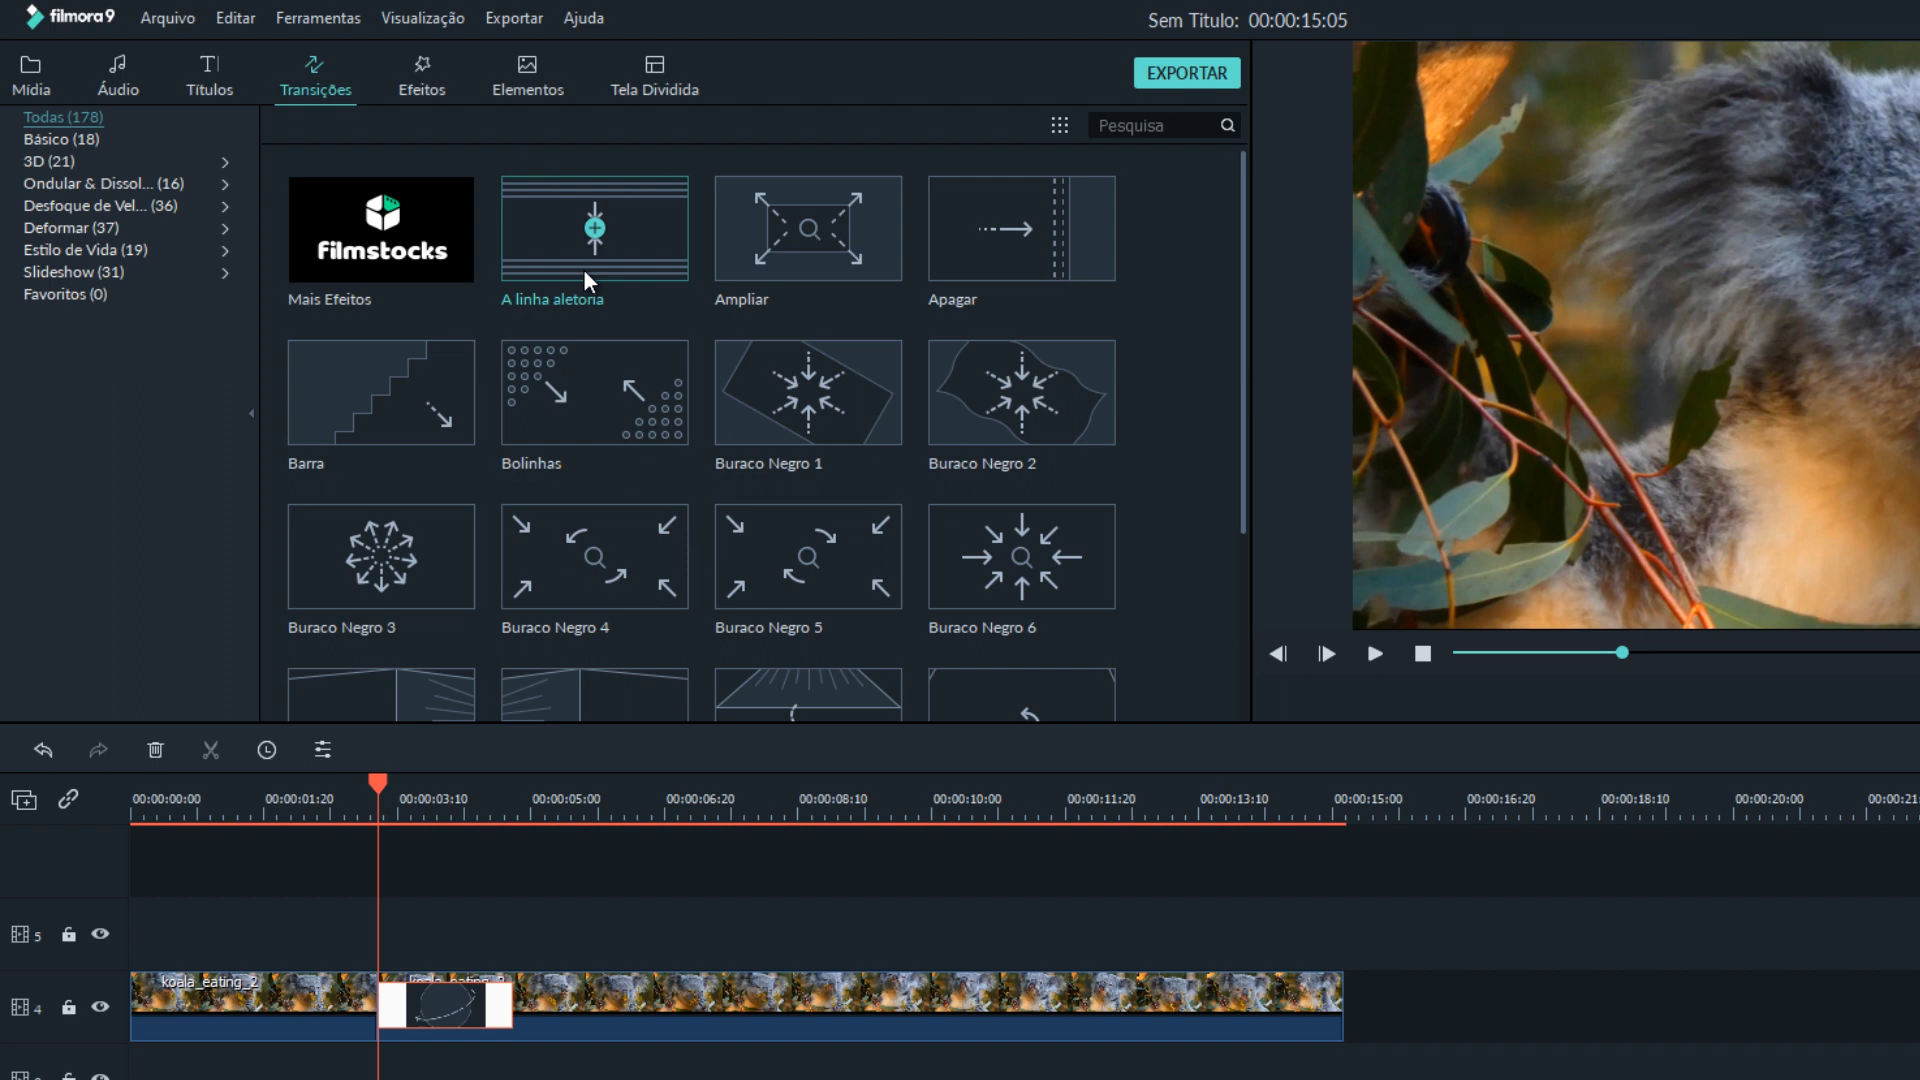 filmora9 Arquivo Editar Ferramentas Visualização Exportar Ajuda
Sem Titulo: 00:00:15:05
Mídia Áudio Títulos Transições Efeitos Elementos Tela Dividida
EXPORTAR
Todas (178)
Básico (18)
3D (21)
Ondular & Dissol... (16)
Desfoque de Vel... (36)
Deformar (37)
Estilo de Vida (19)
Slideshow (31)
Favoritos (0)
Pesquisa
filmstocks
Mais Efeitos A linha aletoria Ampliar Apagar
Barra Bolinhas Buraco Negro 1 Buraco Negro 2
Buraco Negro 3 Buraco Negro 4 Buraco Negro 5 Buraco Negro 6
00:00:00:00 00:00:01:20 00:00:03:10 00:00:05:00 00:00:06:20 00:00:08:10 00:00:10:00 00:00:11:20 00:00:13:10 00:00:15:00 00:00:16:20 00:00:18:10 00:00:20:00 00:00:21:
5
koala_eating_2
4